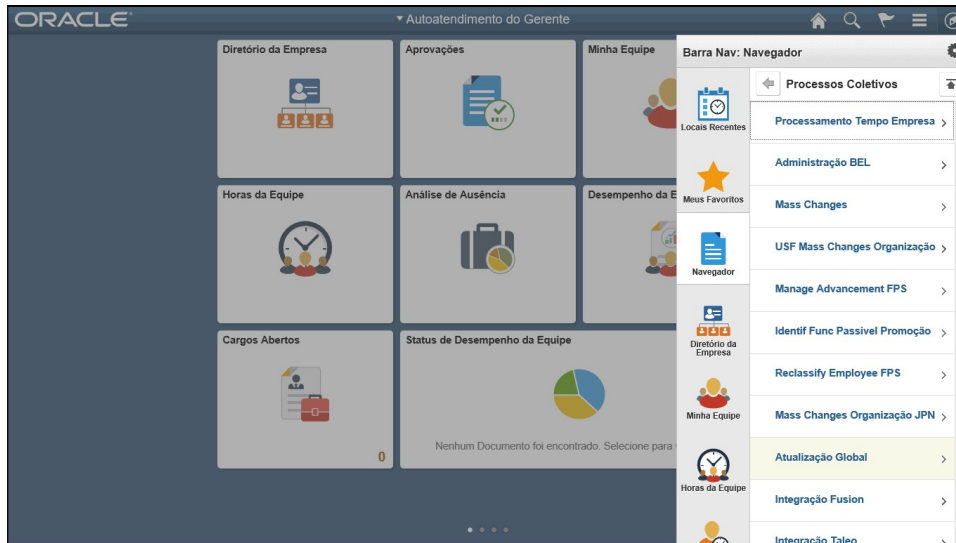 ORACLE
Autoatendimento do Gerente
Diretório da Empresa
Aprovações
Minha Equipe
Horas da Equipe
Análise de Ausência
Desempenho da E
Cargos Abertos
0
Status de Desempenho da Equipe
Nenhum Documento foi encontrado. Selecione para
Barra Nav: Navegador
Locais Recentes
Meus Favoritos
Navegador
Diretório da
Empresa
Minha Equipe
Horas da Equipe
Processos Coletivos
Processamento Tempo Empresa
Administração BEL
Mass Changes
USF Mass Changes Organização
Manage Advancement FPS
Identif Func Passivel Promoção
Reclassify Employee FPS
Mass Changes Organização JPN
Atualização Global
Integração Fusion
Integração Taleo